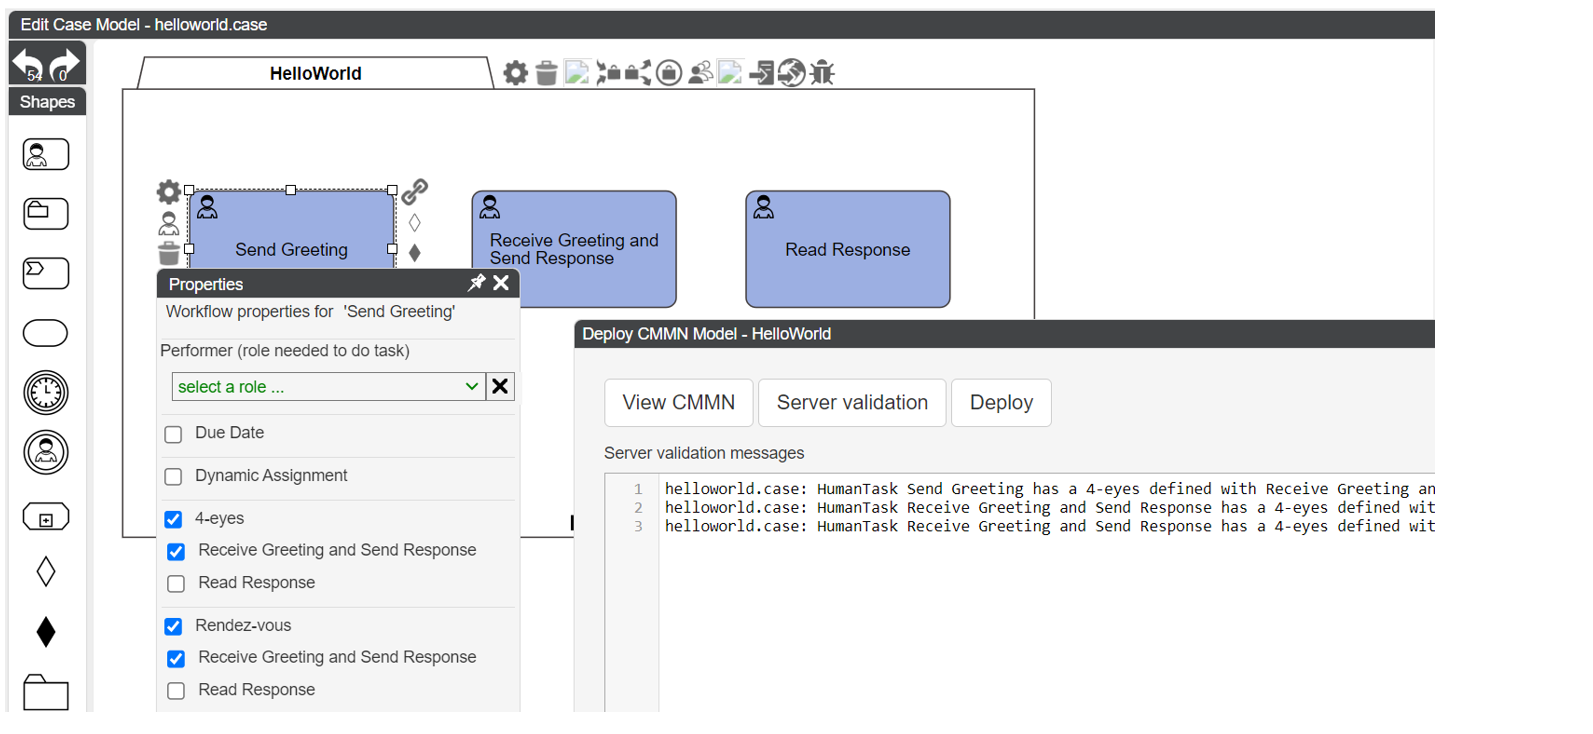 Edit Case Model - helloworld.case
54 0
Shapes
HelloWorld
Send Greeting
Receive Greeting and
Send Response
Read Response
Properties
Workflow properties for 'Send Greeting'
Performer (role needed to do task)
select a role ...
Due Date
Dynamic Assignment
4-eyes
Receive Greeting and Send Response
Read Response
Rendez-vous
Receive Greeting and Send Response
Read Response
Deploy CMMN Model - HelloWorld
View CMMN Server validation Deploy
Server validation messages
1 helloworld.case: HumanTask Send Greeting has a 4-eyes defined with Receive Greeting an
2 helloworld.case: HumanTask Receive Greeting and Send Response has a 4-eyes defined wit
3 helloworld.case: HumanTask Receive Greeting and Send Response has a 4-eyes defined wit